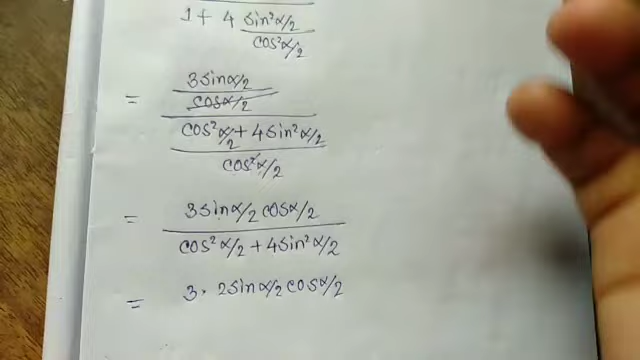 1 + 4 sin²α/2
cos²α/2
3sinα/2
= cosα/2
cos²α/2 + 4sin²α/2
cos²α/2
= 3sinα/2 cosα/2
cos²α/2 + 4sin²α/2
= 3 · 2sinα/2 cosα/2